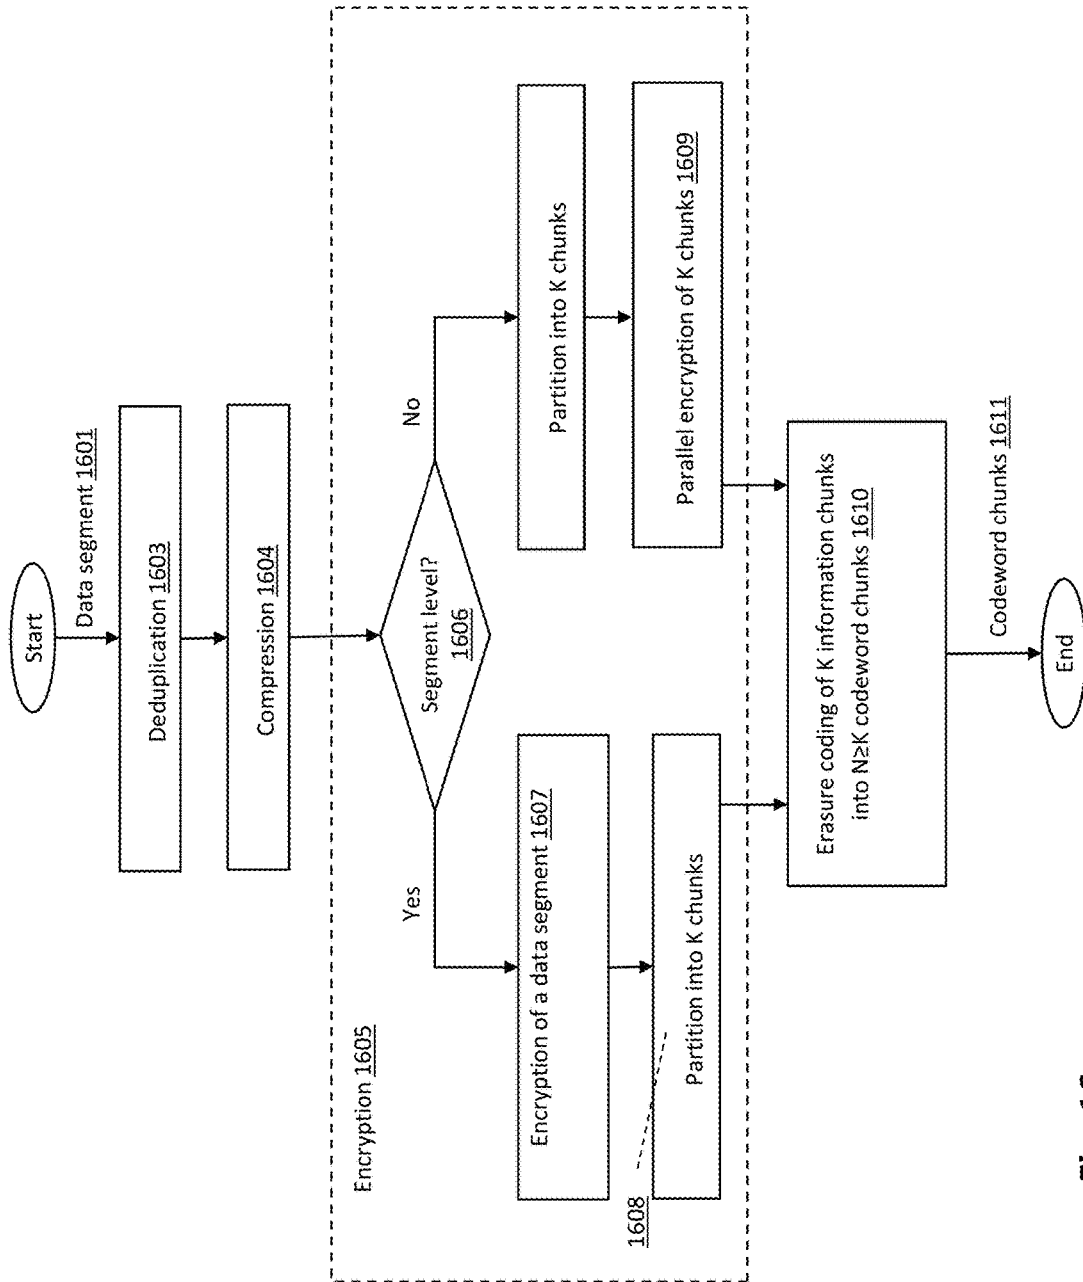 Start
Data segment 1601
Deduplication 1603
Compression 1604
Encryption 1605
Segment level?
1606
Yes
No
Encryption of a data segment 1607
Partition into K chunks
1608
Partition into K chunks
Parallel encryption of K chunks 1609
Erasure coding of K information chunks
into N≥K codeword chunks 1610
Codeword chunks 1611
End